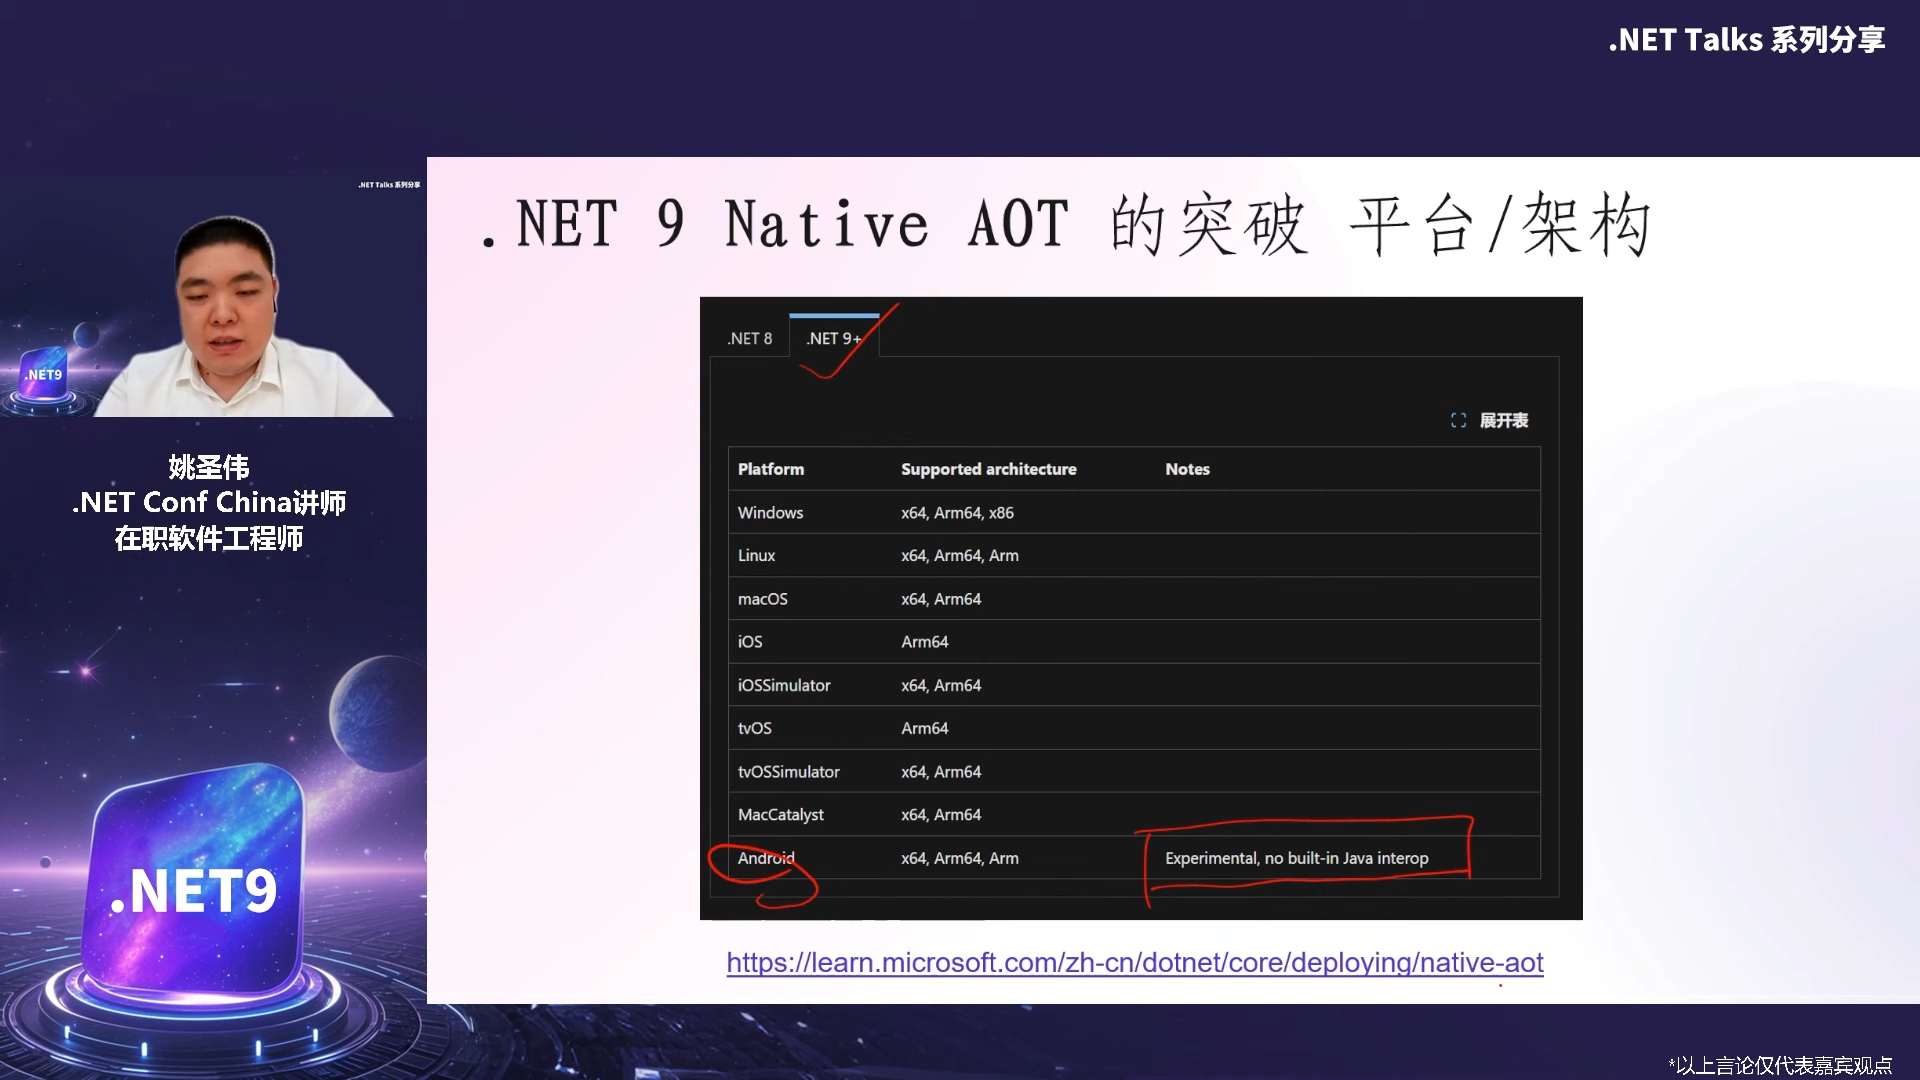 .NET Talks 系列分享
.NET Talks 系列分享
.NET9
姚圣伟
.NET Conf China讲师
在职软件工程师
.NET9
.NET 9 Native AOT 的突破 平台/架构
.NET 8 .NET 9+
展开表
Platform Supported architecture Notes
Windows x64, Arm64, x86
Linux x64, Arm64, Arm
macOS x64, Arm64
iOS Arm64
iOSSimulator x64, Arm64
tvOS Arm64
tvOSSimulator x64, Arm64
MacCatalyst x64, Arm64
Android x64, Arm64, Arm Experimental, no built-in Java interop
https://learn.microsoft.com/zh-cn/dotnet/core/deploying/native-aot
*以上言论仅代表嘉宾观点